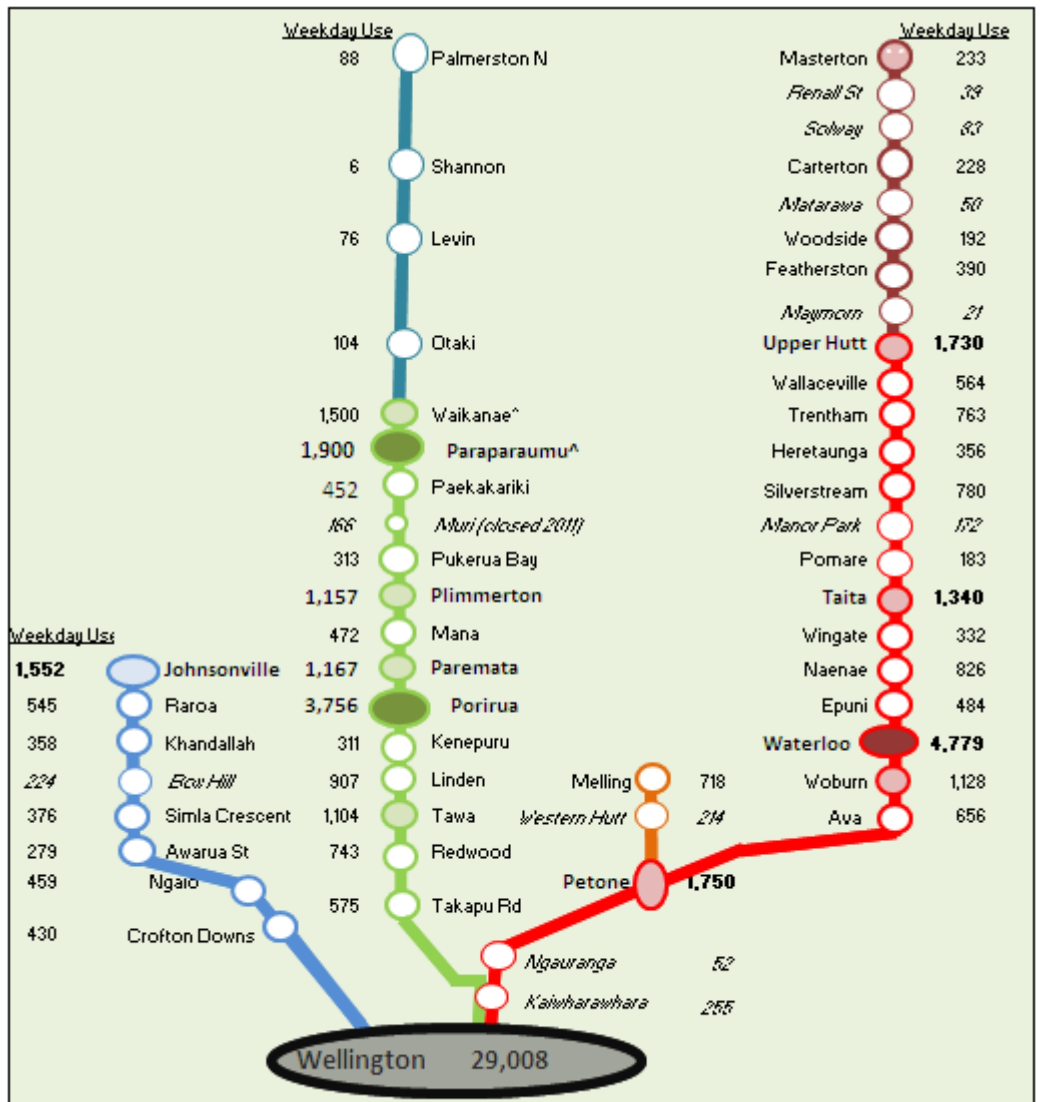 Weekday Use
88 Palmerston N
6 Shannon
76 Levin
104 Otaki
1,500 Waikanae^
1,900 Paraparaumu^
452 Paekakariki
166 Muri (closed 2011)
313 Pukerua Bay
1,157 Plimmerton
472 Mana
1,167 Paremata
3,756 Porirua
311 Kenepuru
907 Linden
1,104 Tawa
743 Redwood
575 Takapu Rd
Weekday Use
Masterton 233
Renall St 39
Solway 83
Carterton 228
Matarawa 50
Woodside 192
Featherston 390
Maymorn 21
Upper Hutt 1,730
Wallaceville 564
Trentham 763
Heretaunga 356
Silverstream 780
Manor Park 172
Pomare 183
Taita 1,340
Wingate 332
Naenae 826
Epuni 484
Waterloo 4,779
Woburn 1,128
Ava 656
Melling 718
Western Hutt 214
Petone 1,750
Ngauranga 52
Kaiwharawhara 255
Weekday Use
1,552 Johnsonville
545 Raroa
358 Khandallah
224 Box Hill
376 Simla Crescent
279 Awarua St
459 Ngaio
430 Crofton Downs
Wellington 29,008